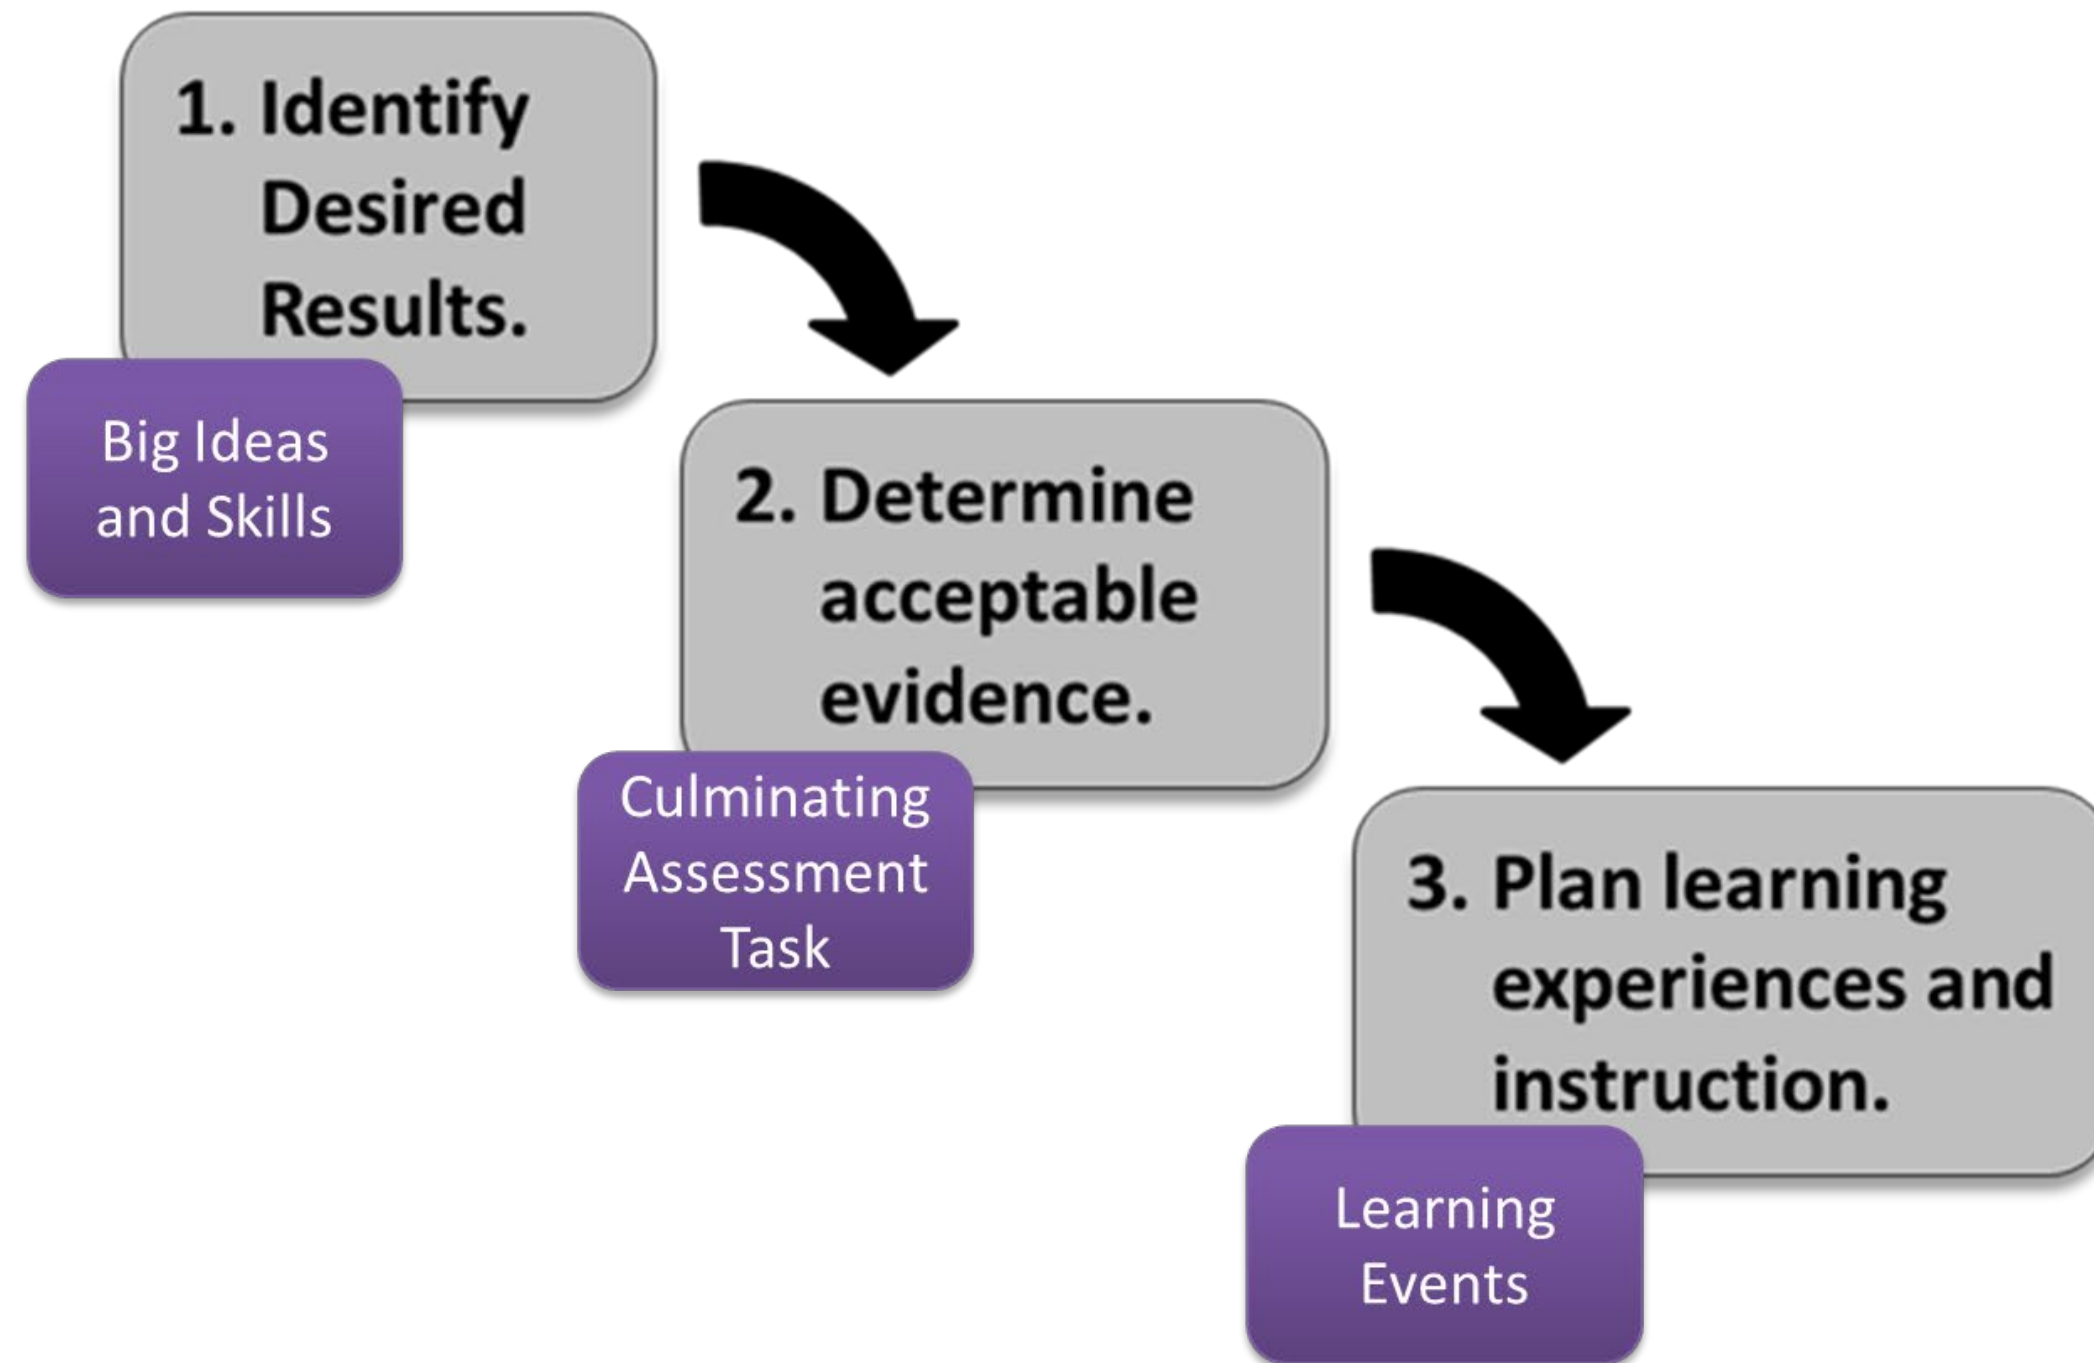 1. Identify
Desired
Results.
Big Ideas
and Skills
2. Determine
acceptable
evidence.
Culminating
Assessment
Task
3. Plan learning
experiences and
instruction.
Learning
Events